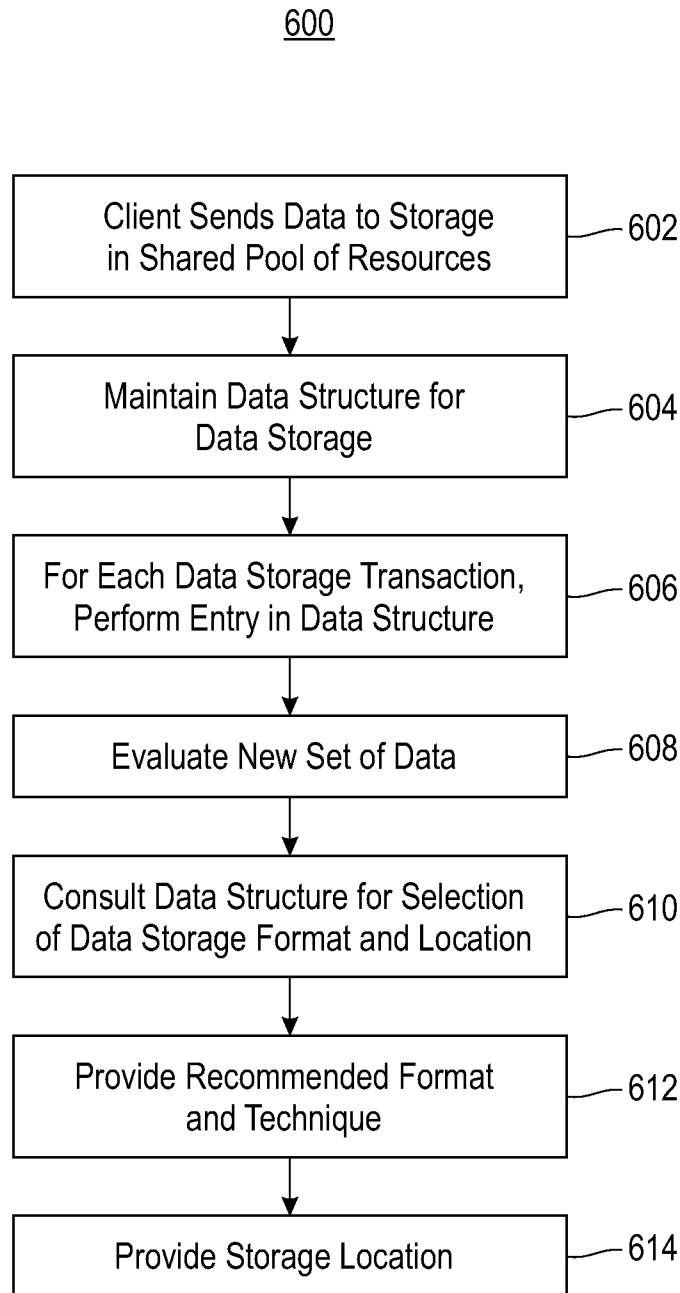 600
Client Sends Data to Storage
in Shared Pool of Resources
602
Maintain Data Structure for
Data Storage
604
For Each Data Storage Transaction,
Perform Entry in Data Structure
606
Evaluate New Set of Data
608
Consult Data Structure for Selection
of Data Storage Format and Location
610
Provide Recommended Format
and Technique
612
Provide Storage Location
614